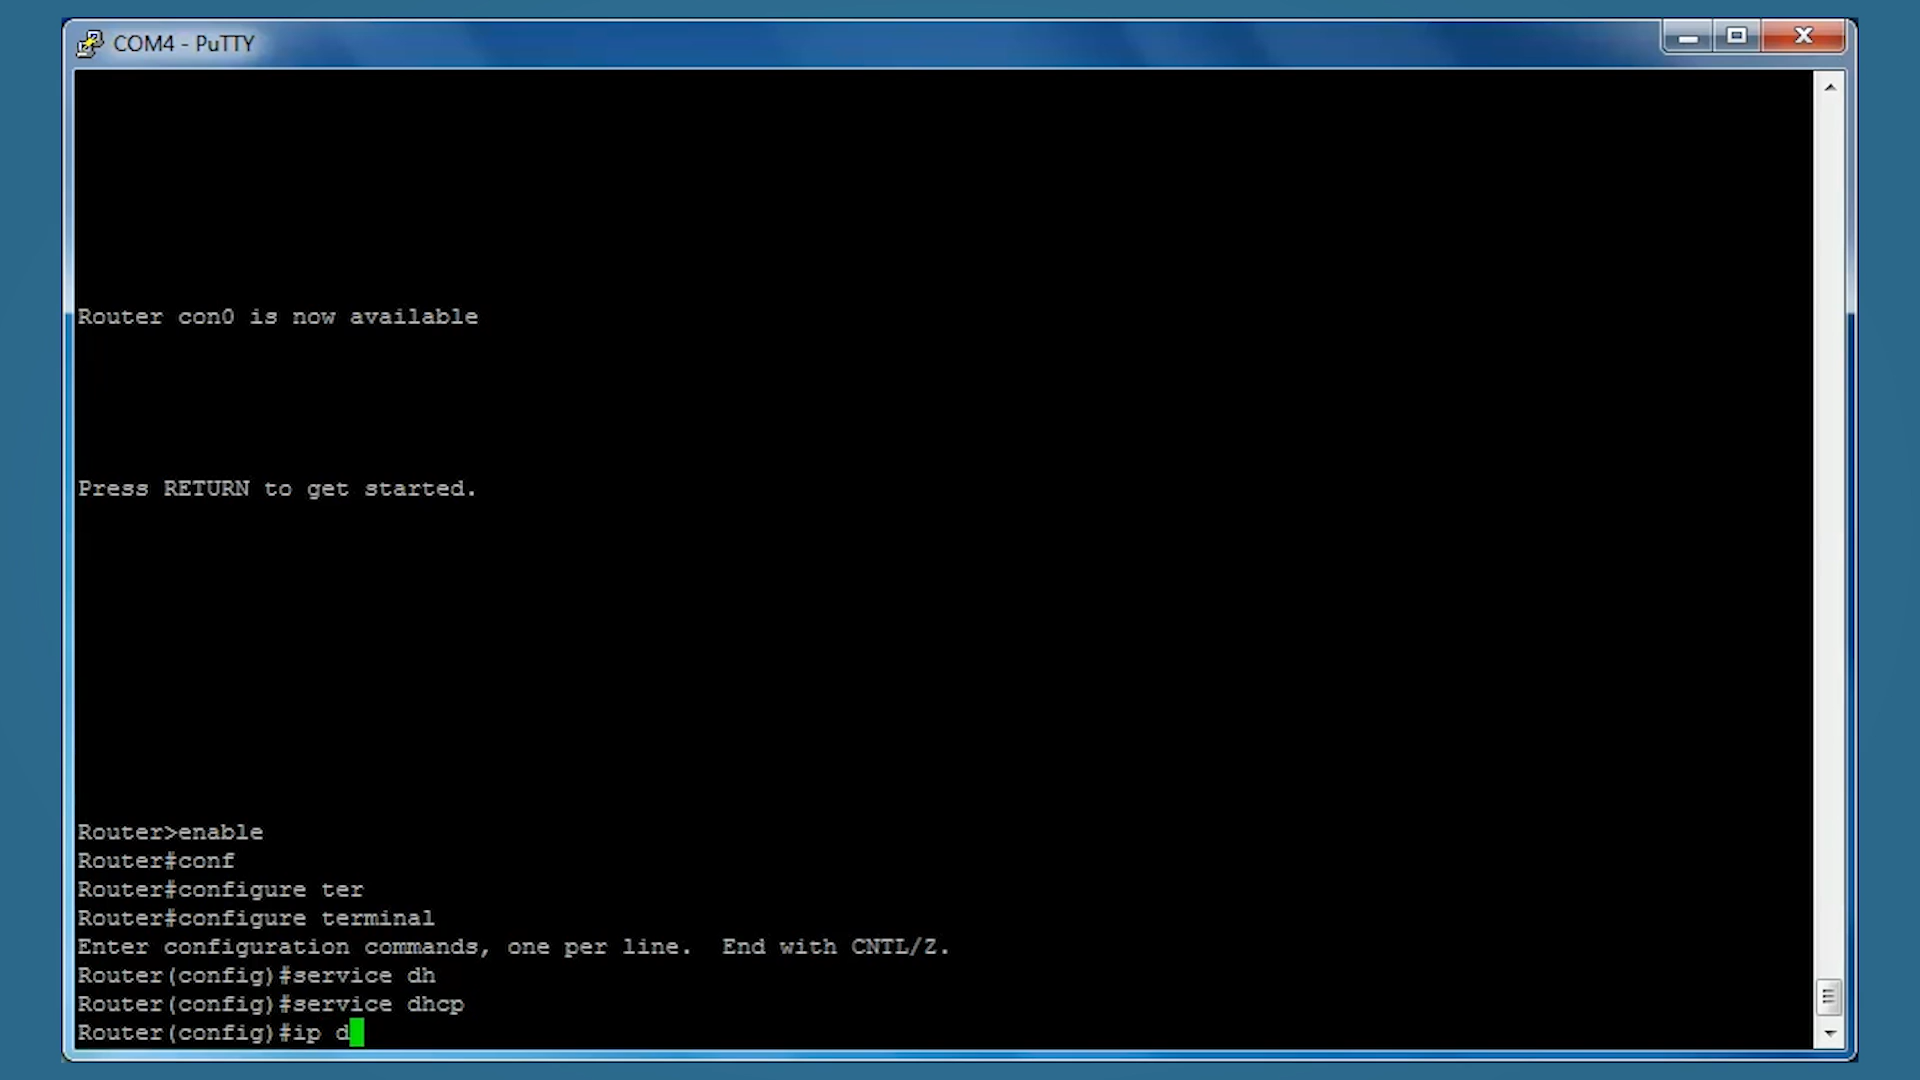 COM4 - PuTTY
Router con0 is now available
Press RETURN to get started.
Router>enable
Router#conf
Router#configure ter
Router#configure terminal
Enter configuration commands, one per line.  End with CNTL/Z.
Router(config)#service dh
Router(config)#service dhcp
Router(config)#ip d